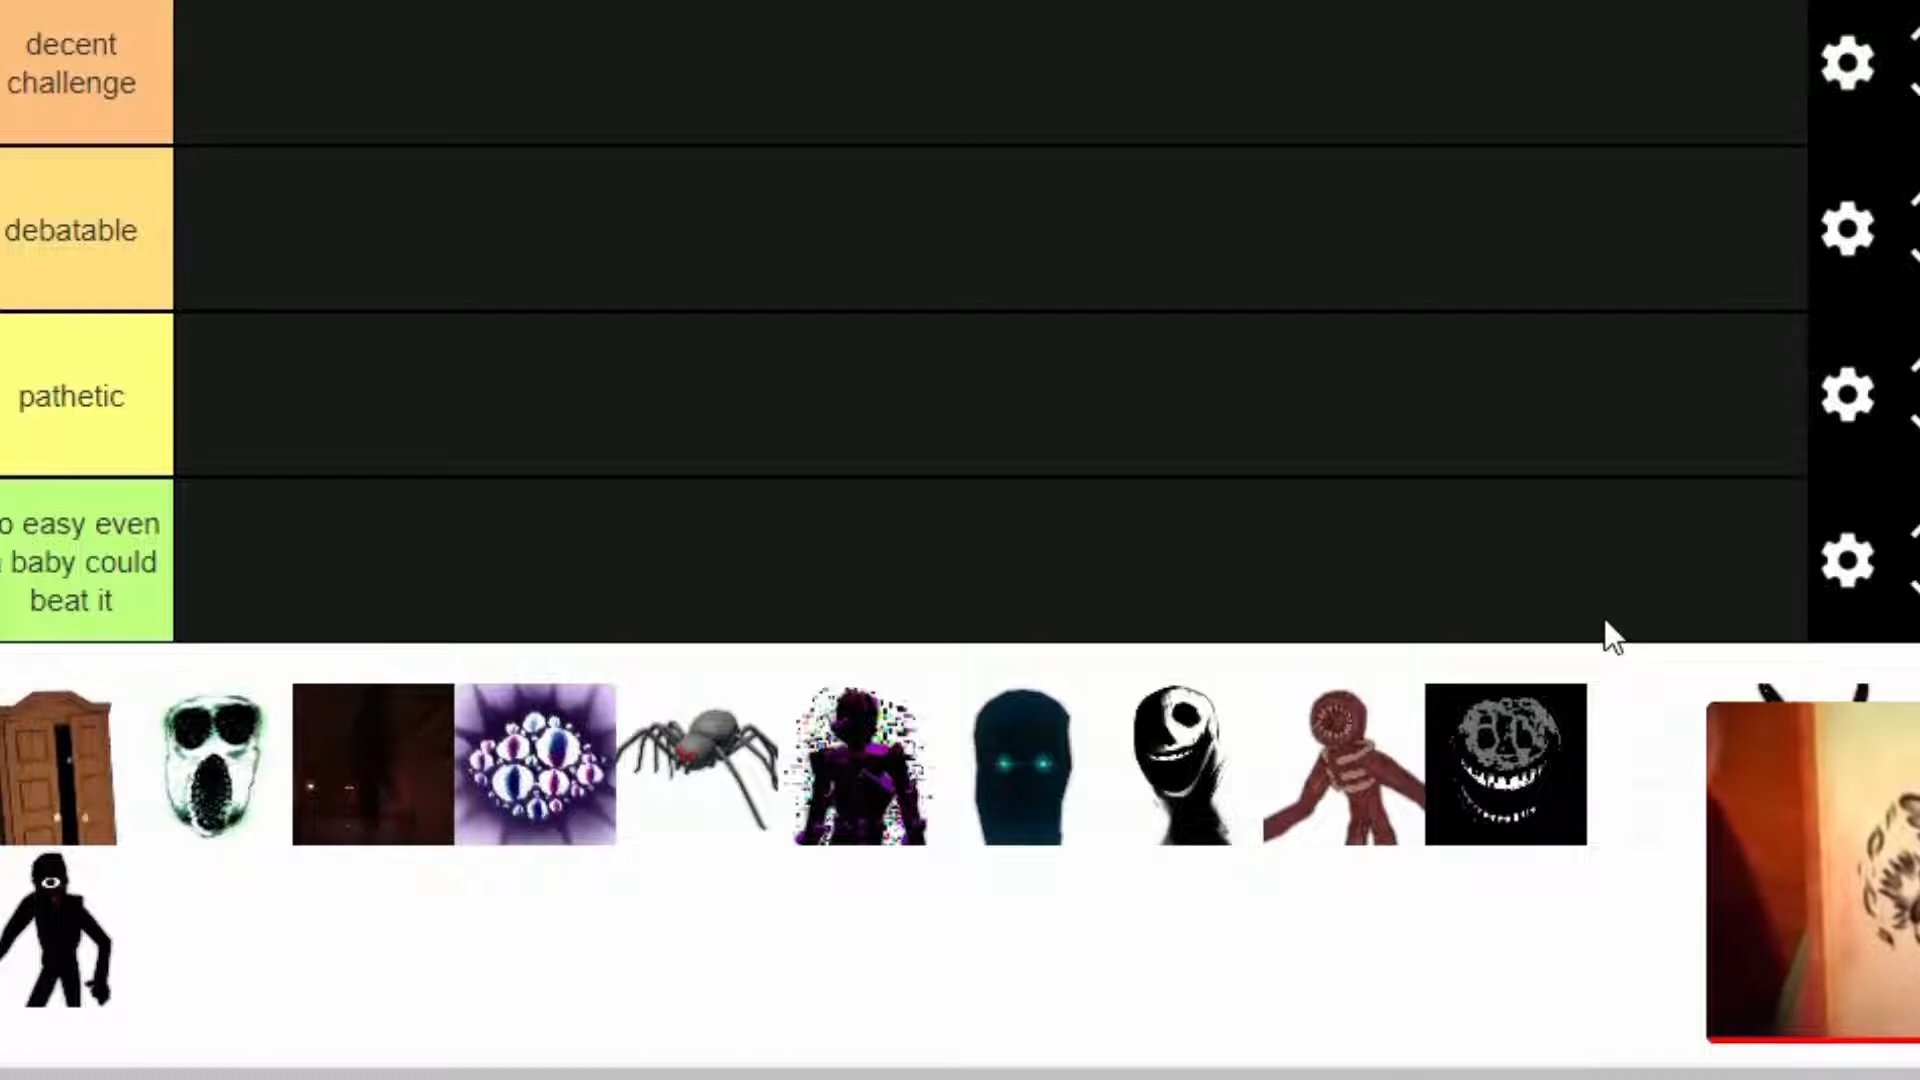 decent
challenge
debatable
pathetic
o easy even
baby could
beat it